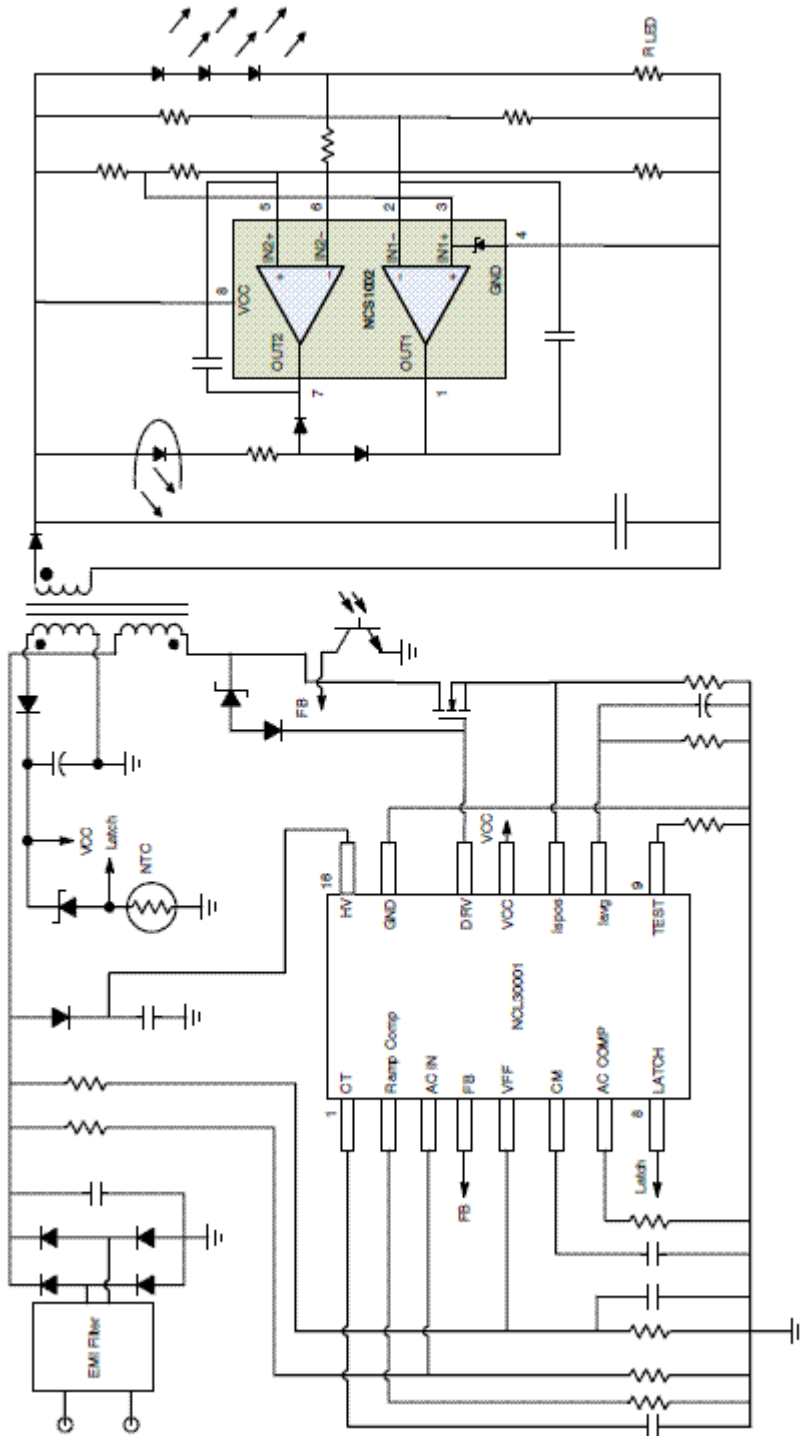 EMI Filter
VCC
Latch
NTC
FB
R LED
VCC
8
OUT2
7
IN2+
5
IN2−
6
NCS1002
IN1−
2
IN1+
3
OUT1
1
GND
4
NCL30001
1
CT
Ramp Comp
AC IN
FB
FB
VFF
CM
AC COMP
8
LATCH
Latch
16
HV
GND
DRV
VCC
VCC
Ispos
Iavg
9
TEST